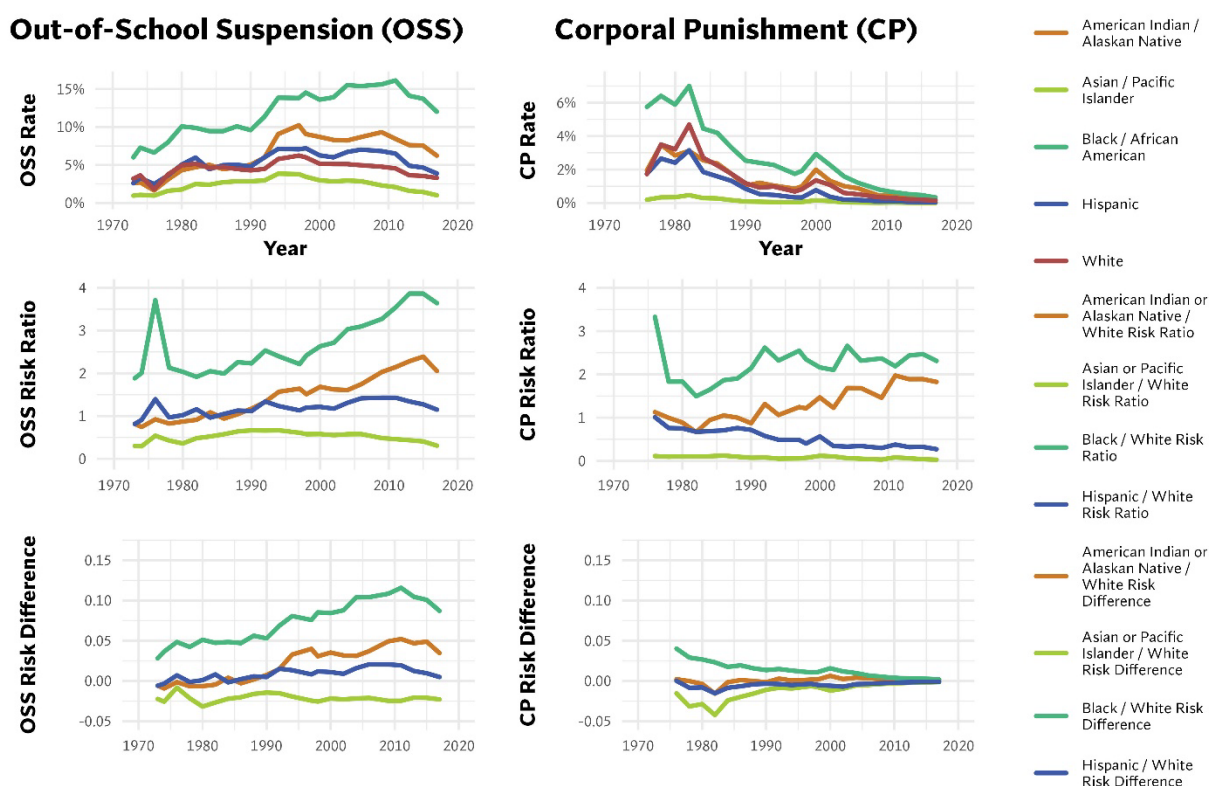 Out-of-School Suspension (OSS)
OSS Rate
15%
10%
5%
0%
1970 1980 1990 2000 2010 2020
Year
OSS Risk Ratio
4
3
2
1
0
1970 1980 1990 2000 2010 2020
OSS Risk Difference
0.15
0.10
0.05
0.00
-0.05
1970 1980 1990 2000 2010 2020
Corporal Punishment (CP)
CP Rate
6%
4%
2%
0%
1970 1980 1990 2000 2010 2020
Year
CP Risk Ratio
4
3
2
1
0
1970 1980 1990 2000 2010 2020
CP Risk Difference
0.15
0.10
0.05
0.00
-0.05
1970 1980 1990 2000 2010 2020
American Indian /
Alaskan Native
Asian / Pacific
Islander
Black / African
American
Hispanic
White
American Indian or
Alaskan Native /
White Risk Ratio
Asian or Pacific
Islander / White
Risk Ratio
Black / White Risk
Ratio
Hispanic / White
Risk Ratio
American Indian or
Alaskan Native /
White Risk
Difference
Asian or Pacific
Islander / White
Risk Difference
Black / White Risk
Difference
Hispanic / White
Risk Difference